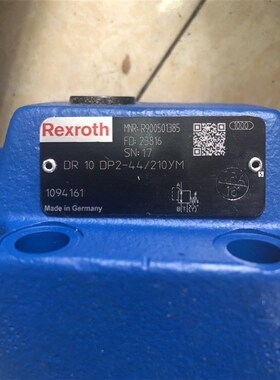 Rexroth
MNR: R900501385
FD: 25816
SN: 17
DR 10 DP2-44/210YM
1094161
Made in Germany
A
B(T(Y)